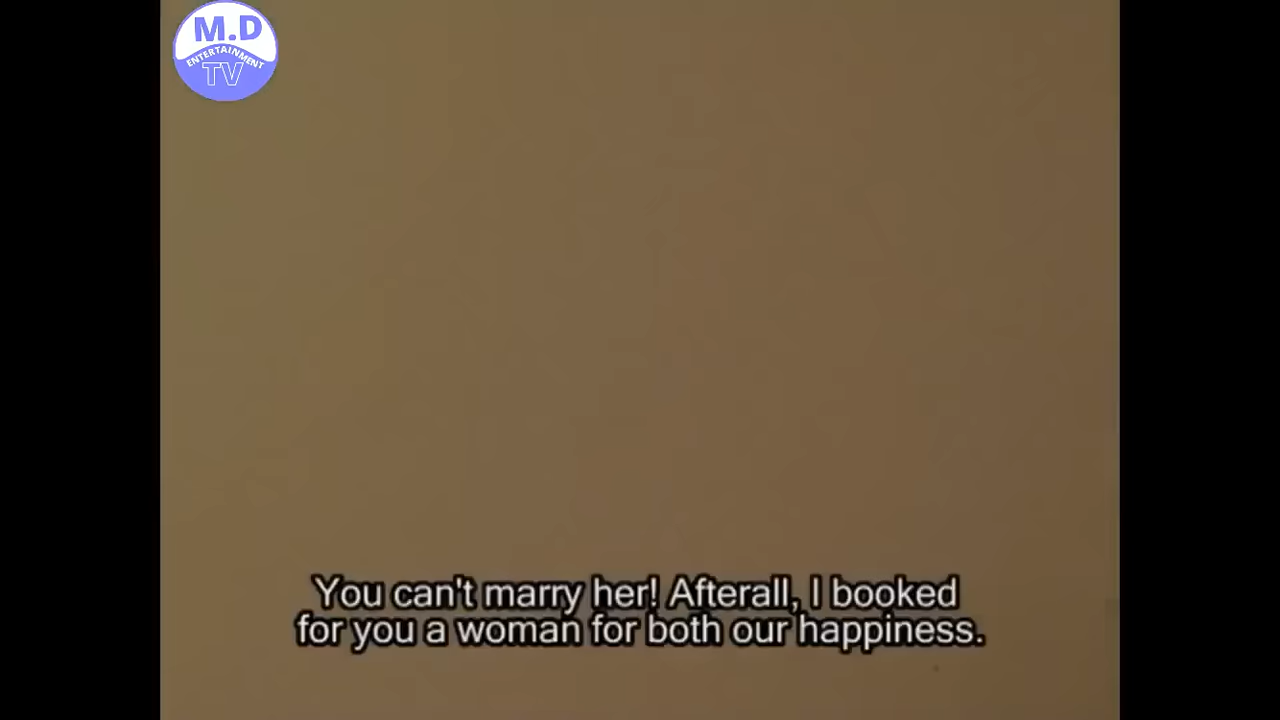 M.D
ENTERTAINMENT
TV
You can't marry her! Afterall, I booked
for you a woman for both our happiness.